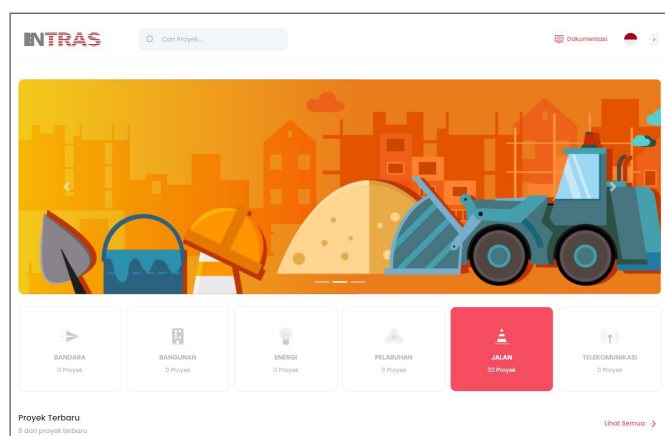 INTRAS
Cari Proyek...
Dokumentasi
BANDARA
0 Proyek
BANGUNAN
0 Proyek
ENERGI
0 Proyek
PELABUHAN
0 Proyek
JALAN
32 Proyek
TELEKOMUNIKASI
0 Proyek
Proyek Terbaru
Lihat Semua
5 dari proyek terbaru